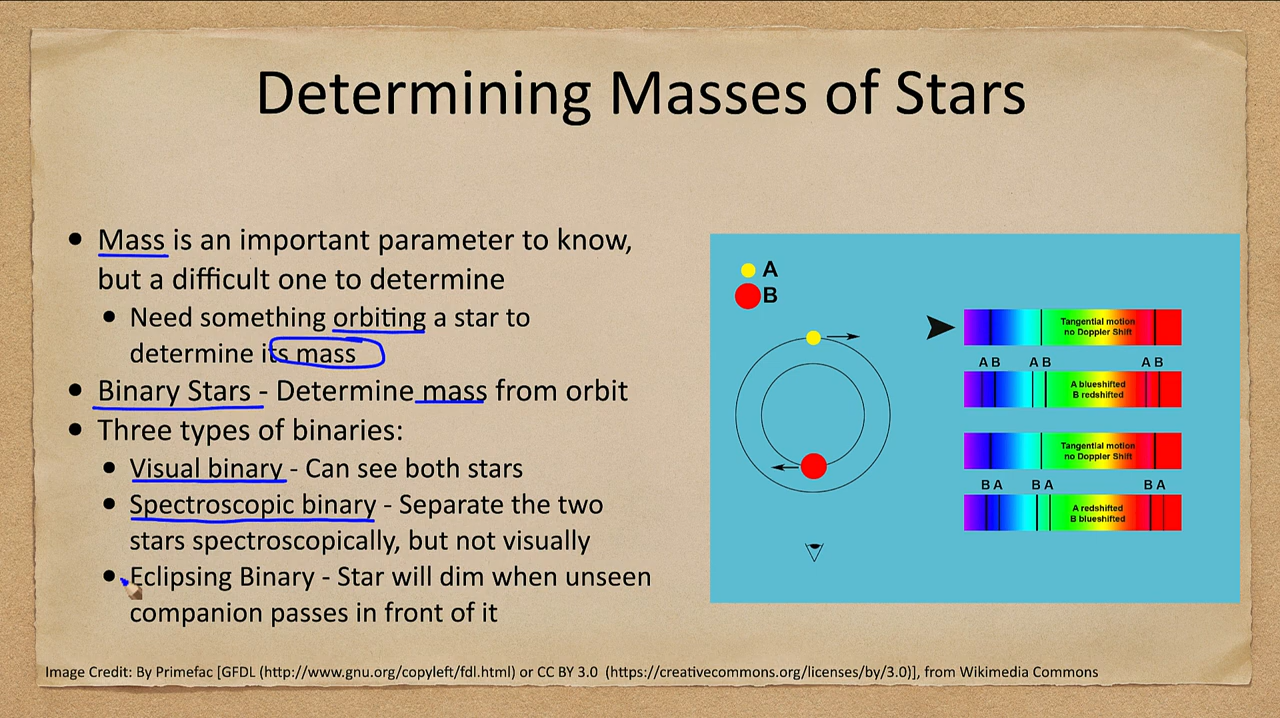 Determining Masses of Stars
• Mass is an important parameter to know,
but a difficult one to determine
• Need something orbiting a star to
determine its mass
• Binary Stars - Determine mass from orbit
• Three types of binaries:
• Visual binary - Can see both stars
• Spectroscopic binary - Separate the two
stars spectroscopically, but not visually
• Eclipsing Binary - Star will dim when unseen
companion passes in front of it
A
B
Tangential motion
no Doppler Shift
A B A B A B
A blueshifted
B redshifted
Tangential motion
no Doppler Shift
B A B A B A
A redshifted
B blueshifted
Image Credit: By Primefac [GFDL (http://www.gnu.org/copyleft/fdl.html) or CC BY 3.0 (https://creativecommons.org/licenses/by/3.0)], from Wikimedia Commons